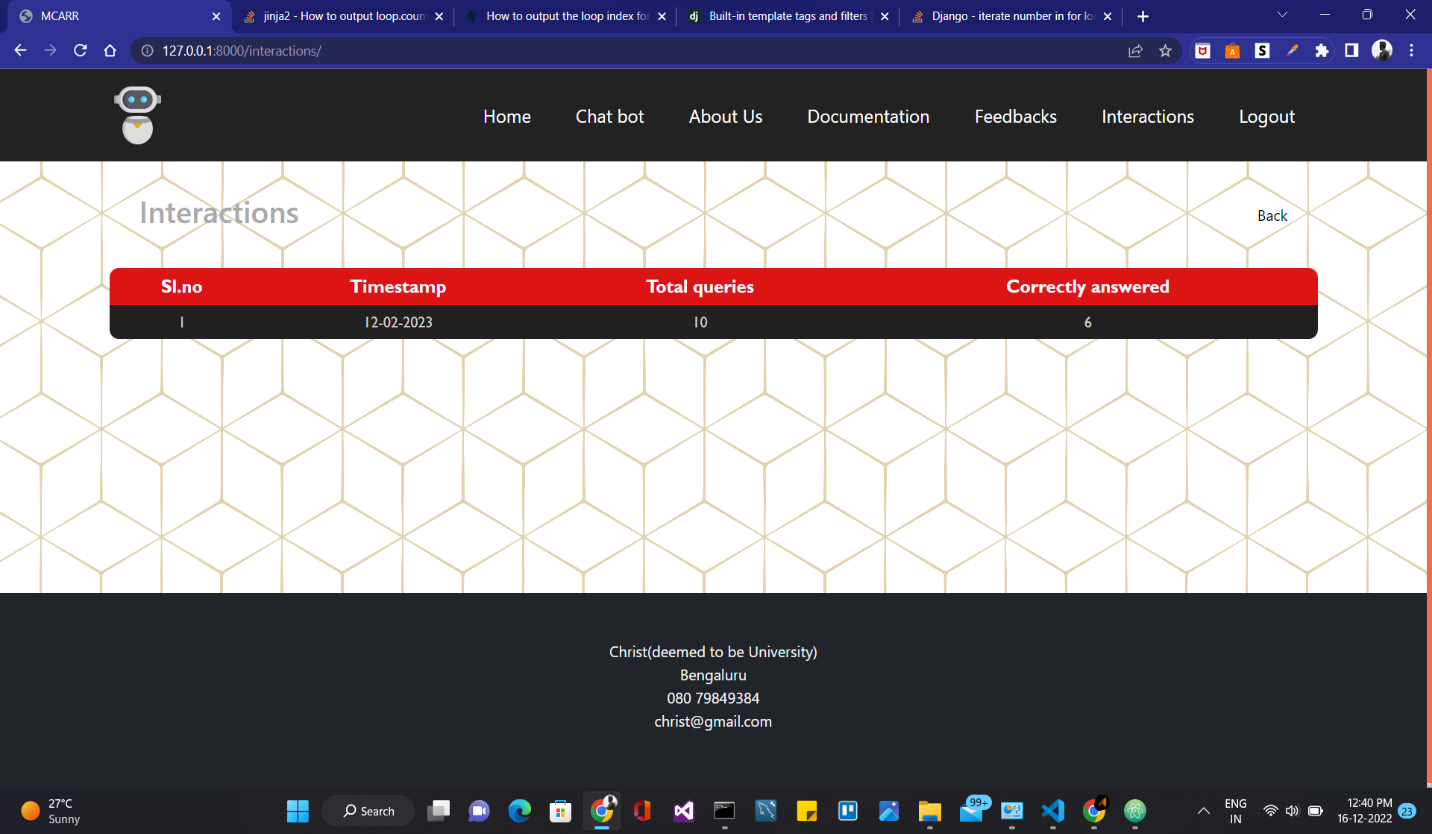 MCARR
jinja2 - How to output loop.coun
How to output the loop index fo
dj Built-in template tags and filters
Django - iterate number in for lo
127.0.0.1:8000/interactions/
Home Chat bot About Us Documentation Feedbacks Interactions Logout
Interactions
Back
Sl.no Timestamp Total queries Correctly answered
1 12-02-2023 10 6
Christ(deemed to be University)
Bengaluru
080 79849384
christ@gmail.com
27°C
Sunny
Search
99+
ENG
IN
12:40 PM
16-12-2022
23